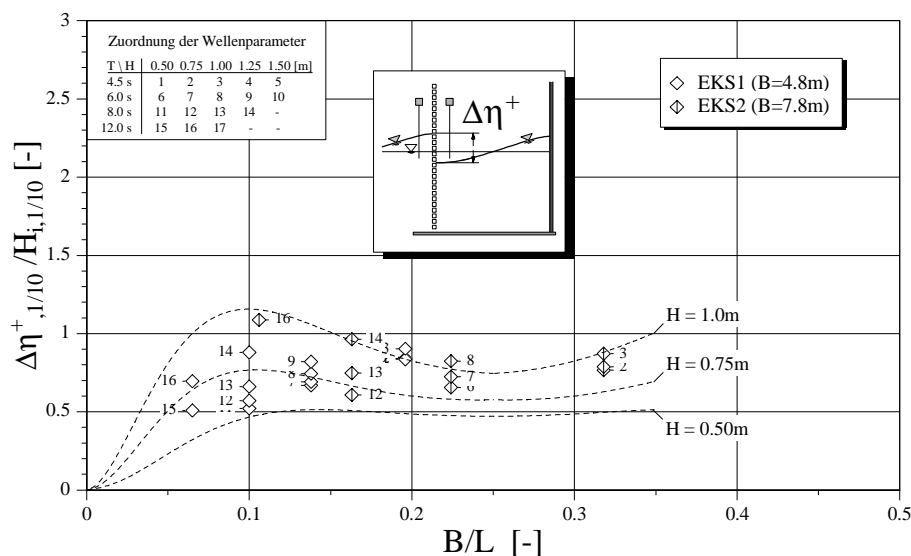 Zuordnung der Wellenparameter
T \ H 0.50 0.75 1.00 1.25 1.50 [m]
4.5 s 1 2 3 4 5
6.0 s 6 7 8 9 10
8.0 s 11 12 13 14 -
12.0 s 15 16 17 - -
EKS1 (B=4.8m)
EKS2 (B=7.8m)
Δη⁺
Δη⁺,1/10 /Hi,1/10 [-]
3
2.5
2
1.5
1
0.5
0
16
14
9
8
3
14
8
3
16
13
13
7
2
12
12
15
H = 1.0m
H = 0.75m
H = 0.50m
0 0.1 0.2 0.3 0.4 0.5
B/L [-]